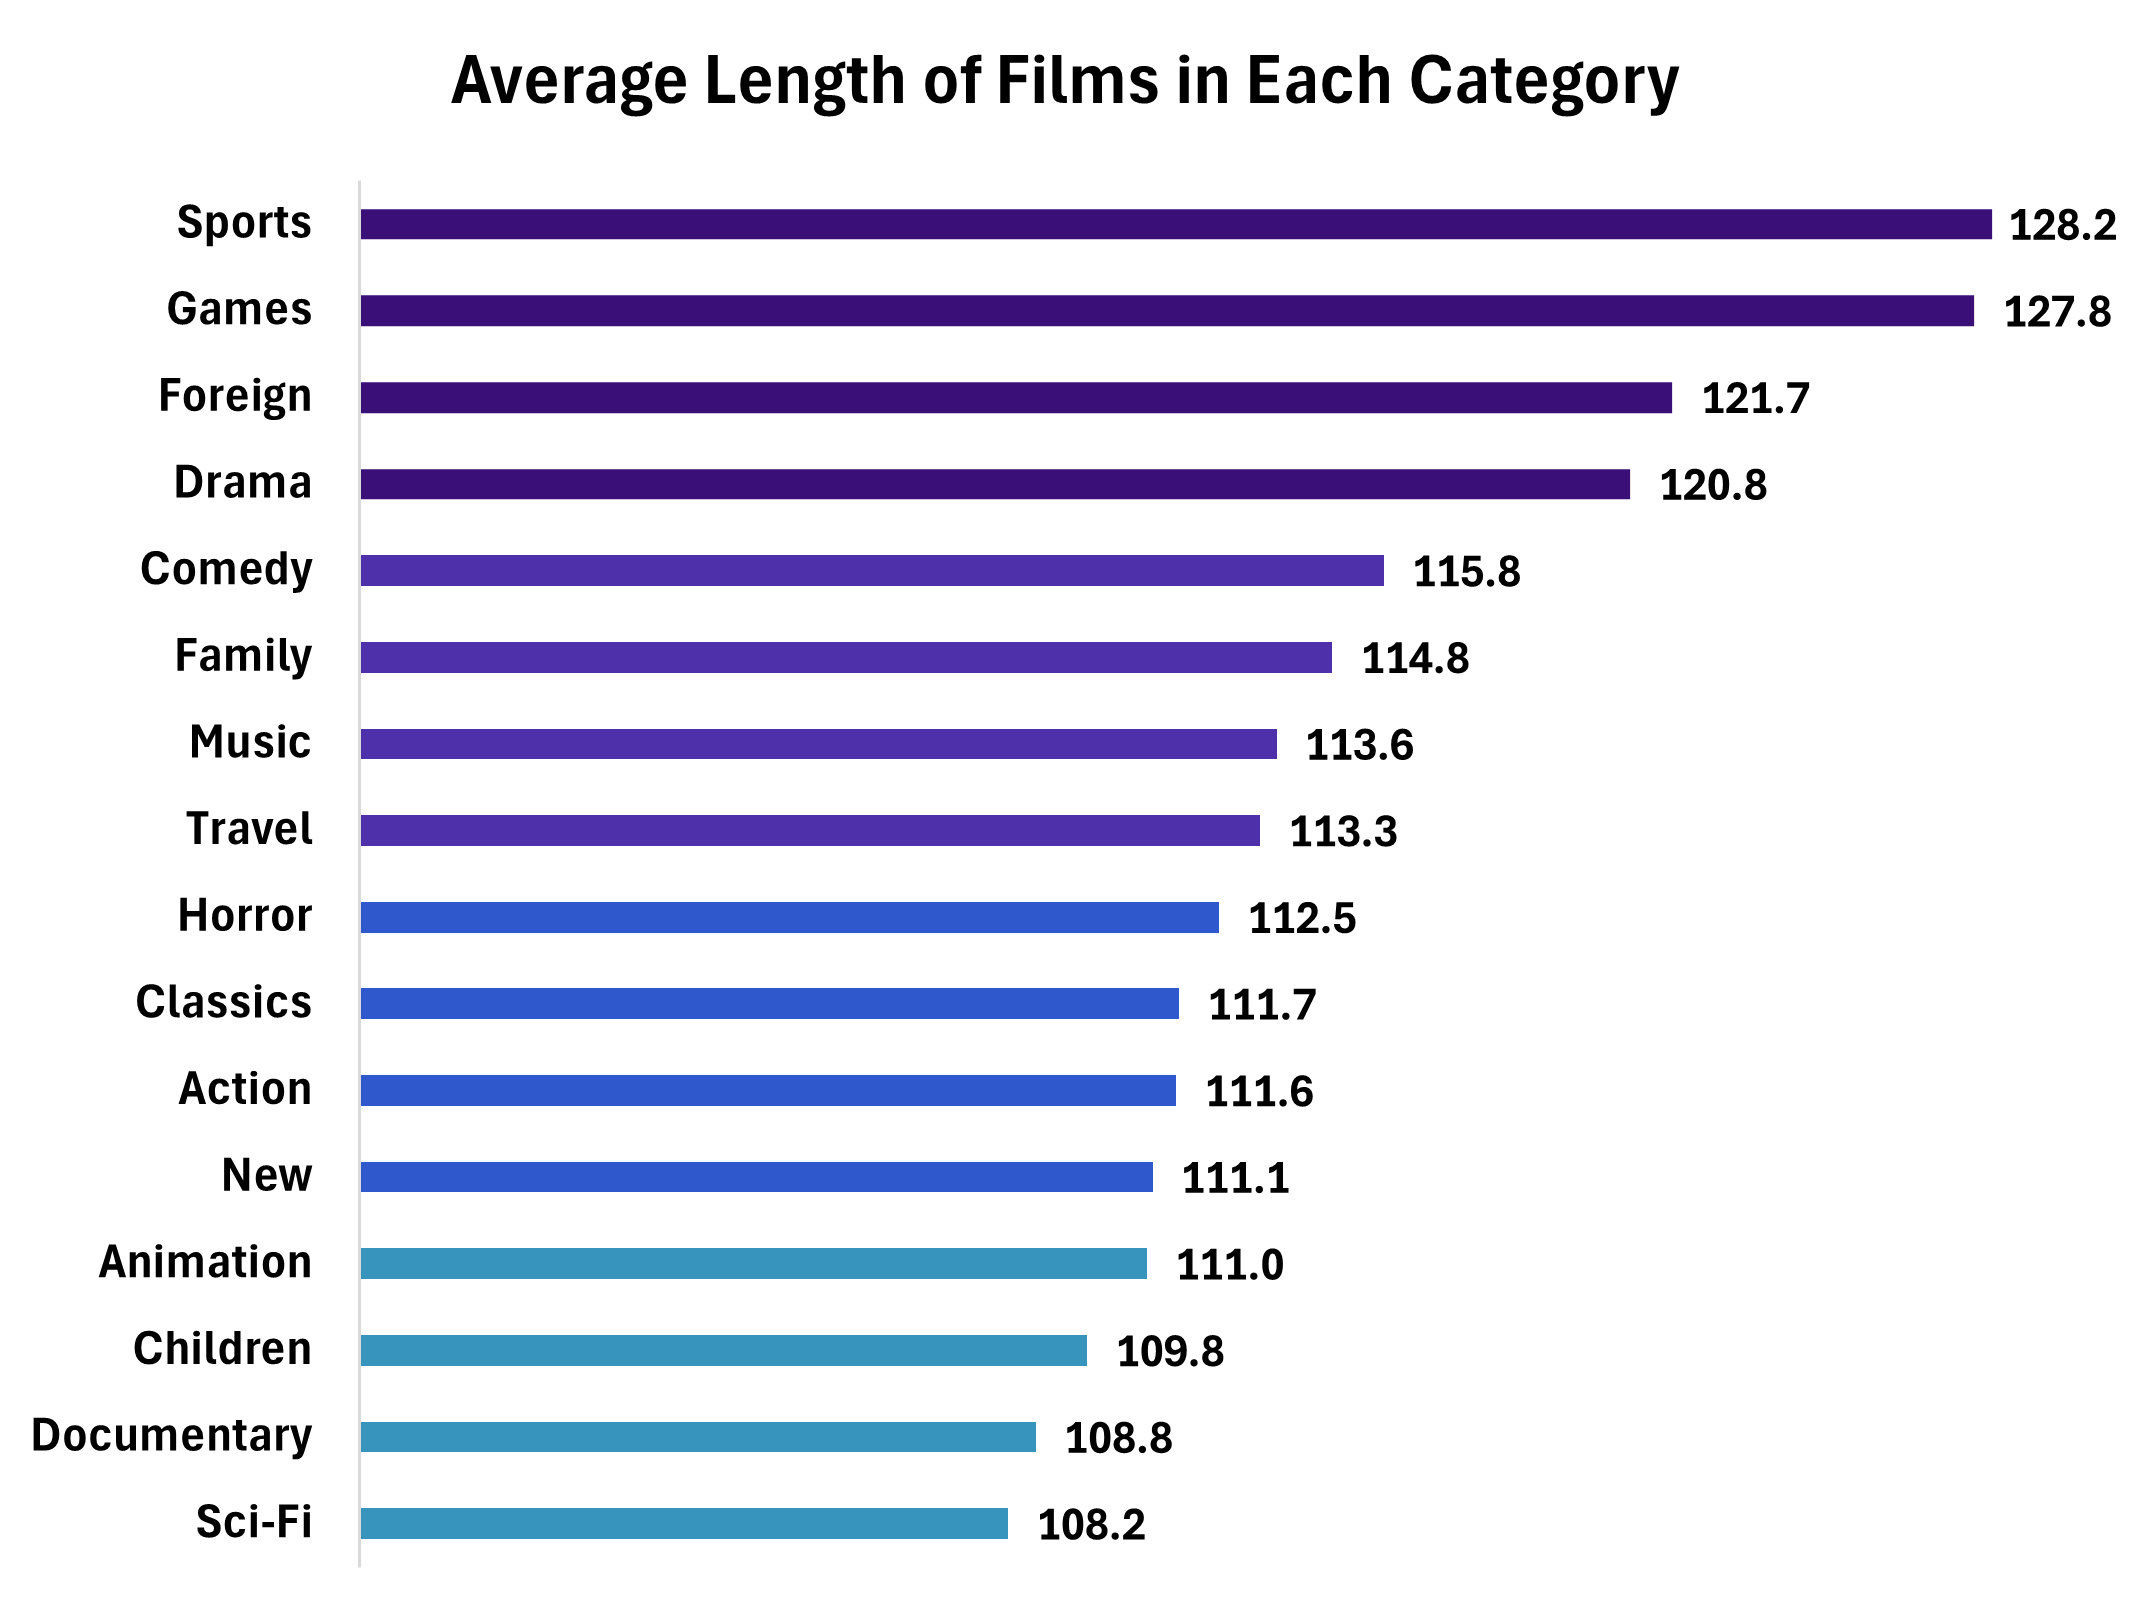 Average Length of Films in Each Category
Sports 128.2
Games 127.8
Foreign 121.7
Drama 120.8
Comedy 115.8
Family 114.8
Music 113.6
Travel 113.3
Horror 112.5
Classics 111.7
Action 111.6
New 111.1
Animation 111.0
Children 109.8
Documentary 108.8
Sci-Fi 108.2